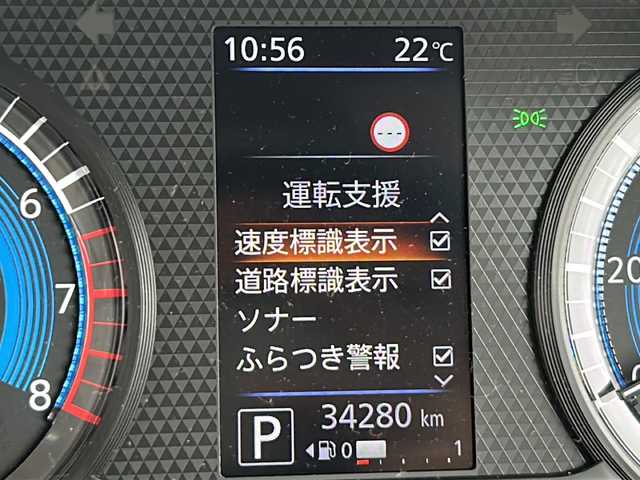 10:56 22℃
---
運転支援
速度標識表示
道路標識表示
ソナー
ふらつき警報
P 34280 km
0 1
6
7
8
20